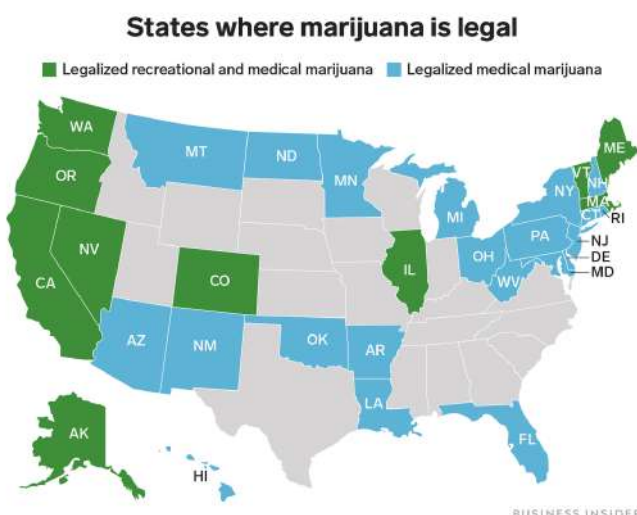 States where marijuana is legal
Legalized recreational and medical marijuana
Legalized medical marijuana
WA
MT
ND
MN
OR
ME
VT
NH
NY
MA
CT
RI
MI
NV
PA
NJ
OH
DE
CA
CO
IL
WV
MD
AZ
NM
OK
AR
LA
FL
AK
HI
BUSINESS INSIDER